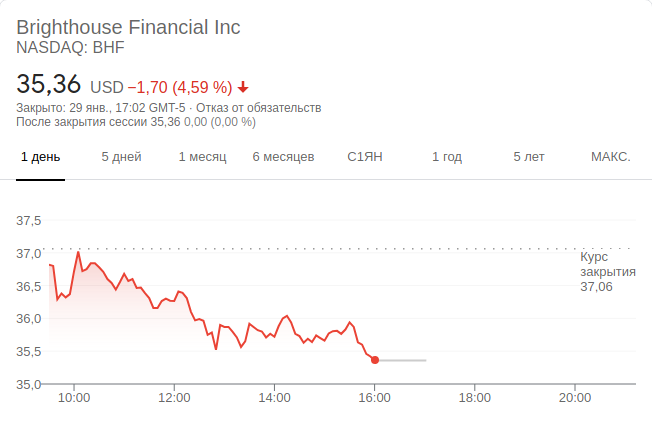 Brighthouse Financial Inc
NASDAQ: BHF
35,36 USD −1,70 (4,59 %)
Закрыто: 29 янв., 17:02 GMT-5 · Отказ от обязательств
После закрытия сессии 35,36 0,00 (0,00 %)
1 день 5 дней 1 месяц 6 месяцев С1ЯН 1 год 5 лет МАКС.
37,5
37,0
36,5
36,0
35,5
35,0
Курс
закрытия
37,06
10:00 12:00 14:00 16:00 18:00 20:00